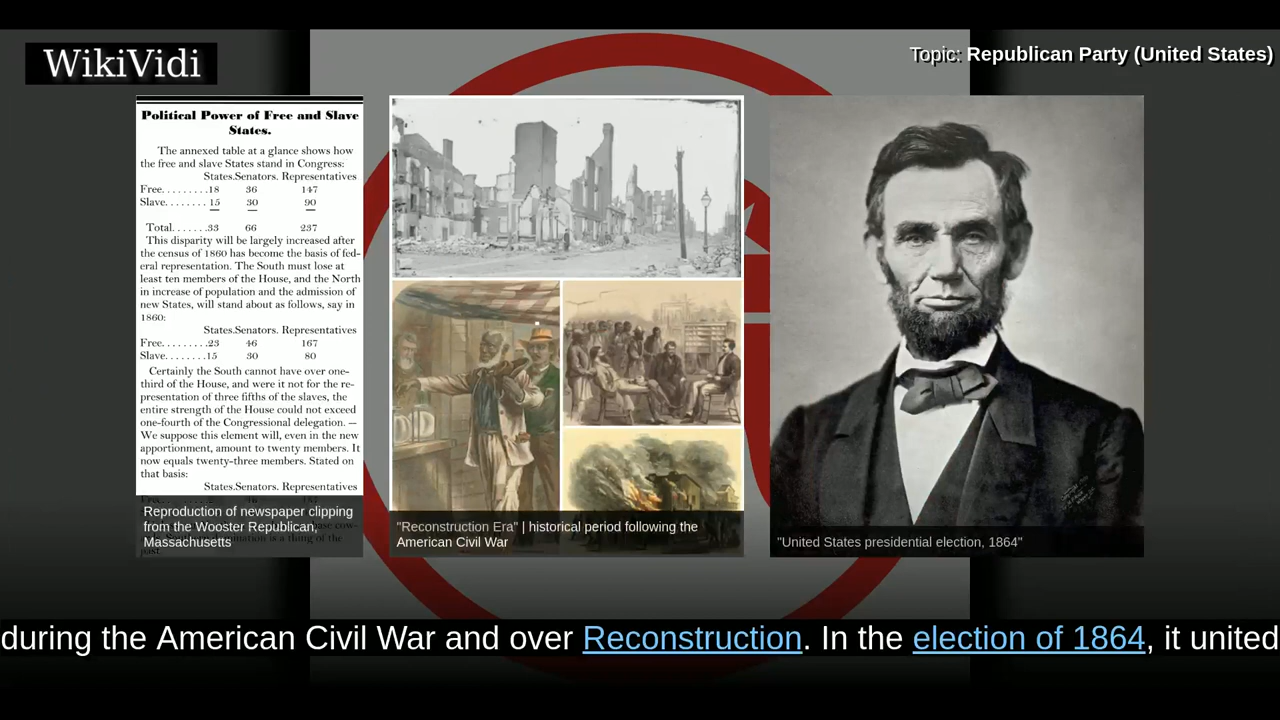 WikiVidi
Topic: Republican Party (United States)
Political Power of Free and Slave
States.
The annexed table at a glance shows how
the free and slave States stand in Congress:
States.Senators. Representatives
Free. . . . . . . .18 36 147
Slave. . . . . . . . 15 30 90
Total. . . . . . .33 66 237
This disparity will be largely increased after
the census of 1860 has become the basis of fed-
eral representation. The South must lose at
least ten members of the House, and the North
in increase of population and the admission of
new States, will stand about as follows, say in
1860:
States.Senators. Representatives
Free. . . . . . . .23 46 167
Slave. . . . . . .15 30 80
Certainly the South cannot have over one-
third of the House, and were it not for the re-
presentation of three fifths of the slaves, the
entire strength of the House could not exceed
one-fourth of the Congressional delegation. —
We suppose this element will, even in the new
apportionment, amount to twenty members. It
now equals twenty-three members. Stated on
that basis:
States.Senators. Representatives
Reproduction of newspaper clipping
from the Wooster Republican,
Massachusetts
"Reconstruction Era" | historical period following the
American Civil War
"United States presidential election, 1864"
during the American Civil War and over Reconstruction. In the election of 1864, it united